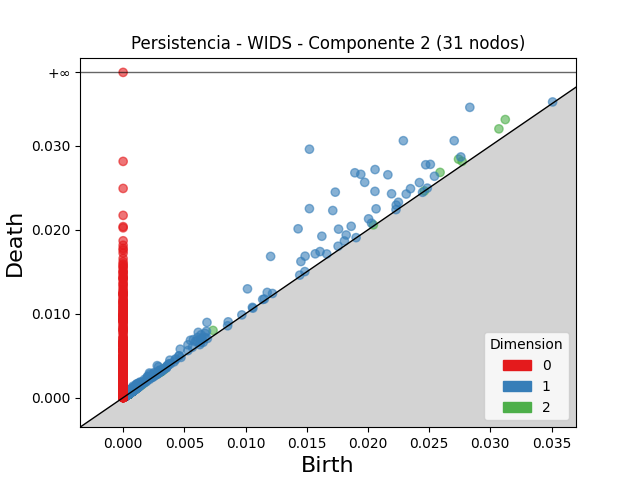 Persistencia - WIDS - Componente 2 (31 nodos)
+∞
0.030
0.020
0.010
0.000
Death
Dimension
0
1
2
0.000 0.005 0.010 0.015 0.020 0.025 0.030 0.035
Birth